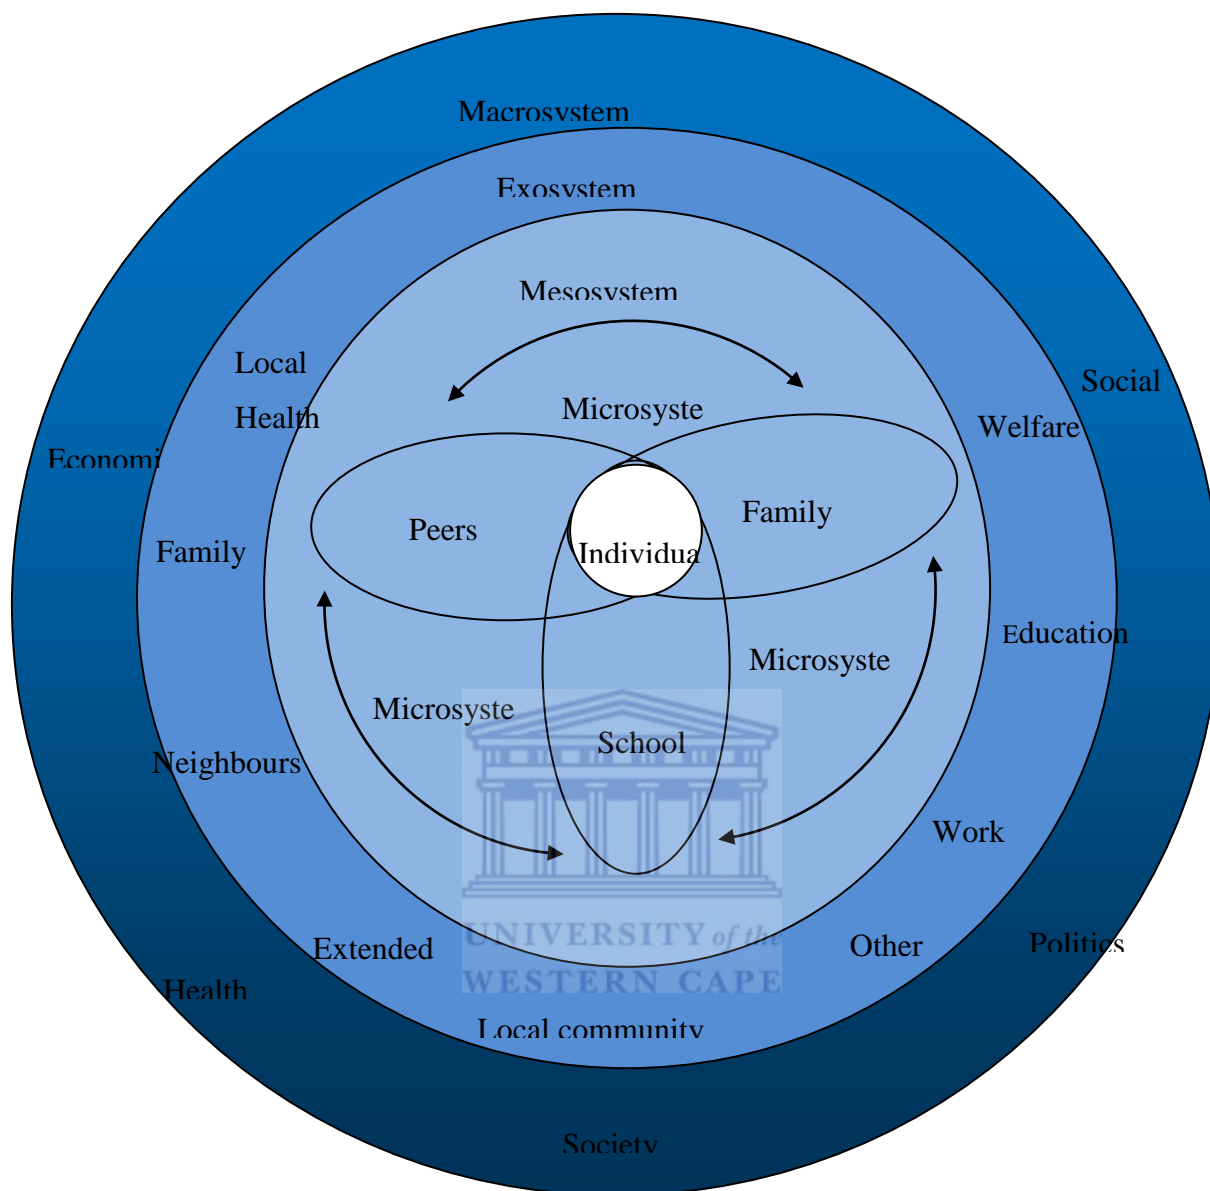 Macrosystem
Exosystem
Mesosystem
Local
Health
Social
Microsyste
Welfare
Economi
Peers
Family
Individua
Family
Education
Microsyste
Microsyste
School
Neighbours
Work
UNIVERSITY of the
WESTERN CAPE
Extended
Other
Politics
Health
Local community
Society